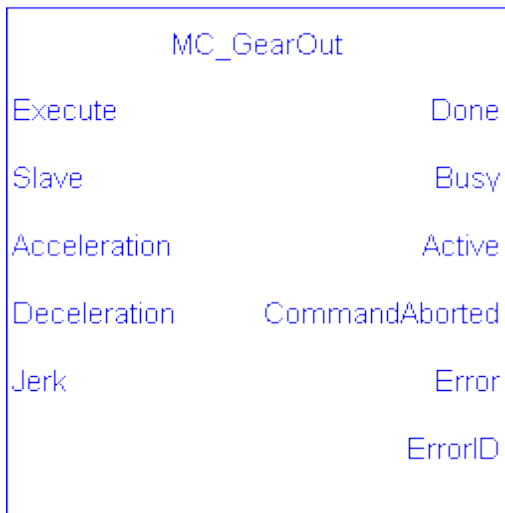 MC_GearOut
Execute Done
Slave Busy
Acceleration Active
Deceleration CommandAborted
Jerk Error
ErrorID